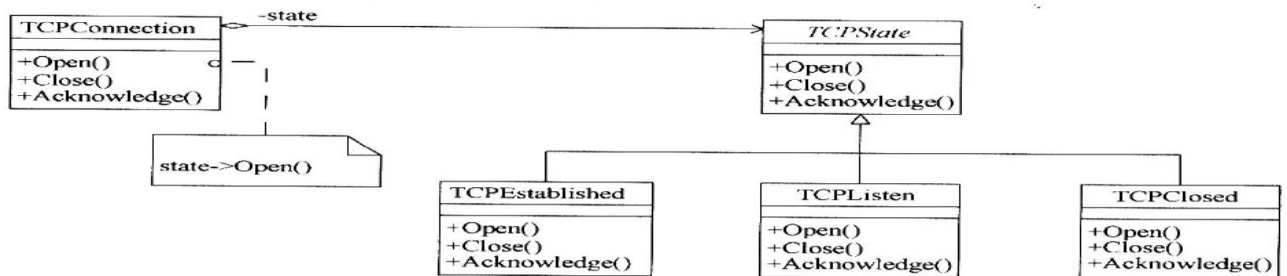 -state
TCPConnection
+Open()
+Close()
+Acknowledge()
TCPState
+Open()
+Close()
+Acknowledge()
state->Open()
TCPEstablished
+Open()
+Close()
+Acknowledge()
TCPListen
+Open()
+Close()
+Acknowledge()
TCPClosed
+Open()
+Close()
+Acknowledge()